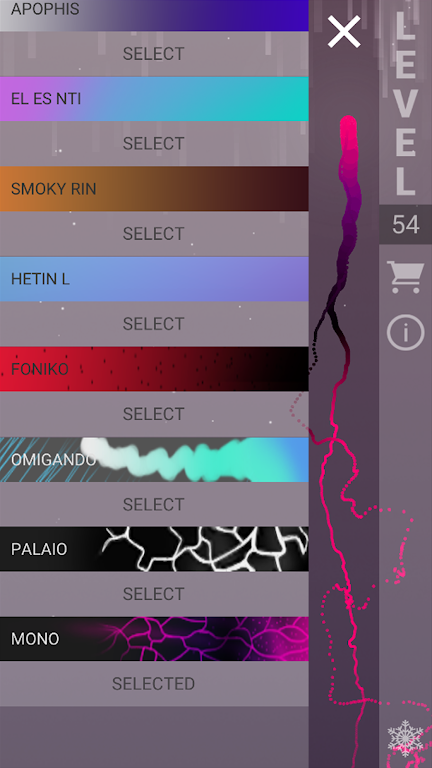 APOPHIS
SELECT
EL ES NTI
SELECT
SMOKY RIN
SELECT
HETIN L
SELECT
FONIKO
SELECT
OMIGANDO
SELECT
PALAIO
SELECT
MONO
SELECTED
LEVEL
54